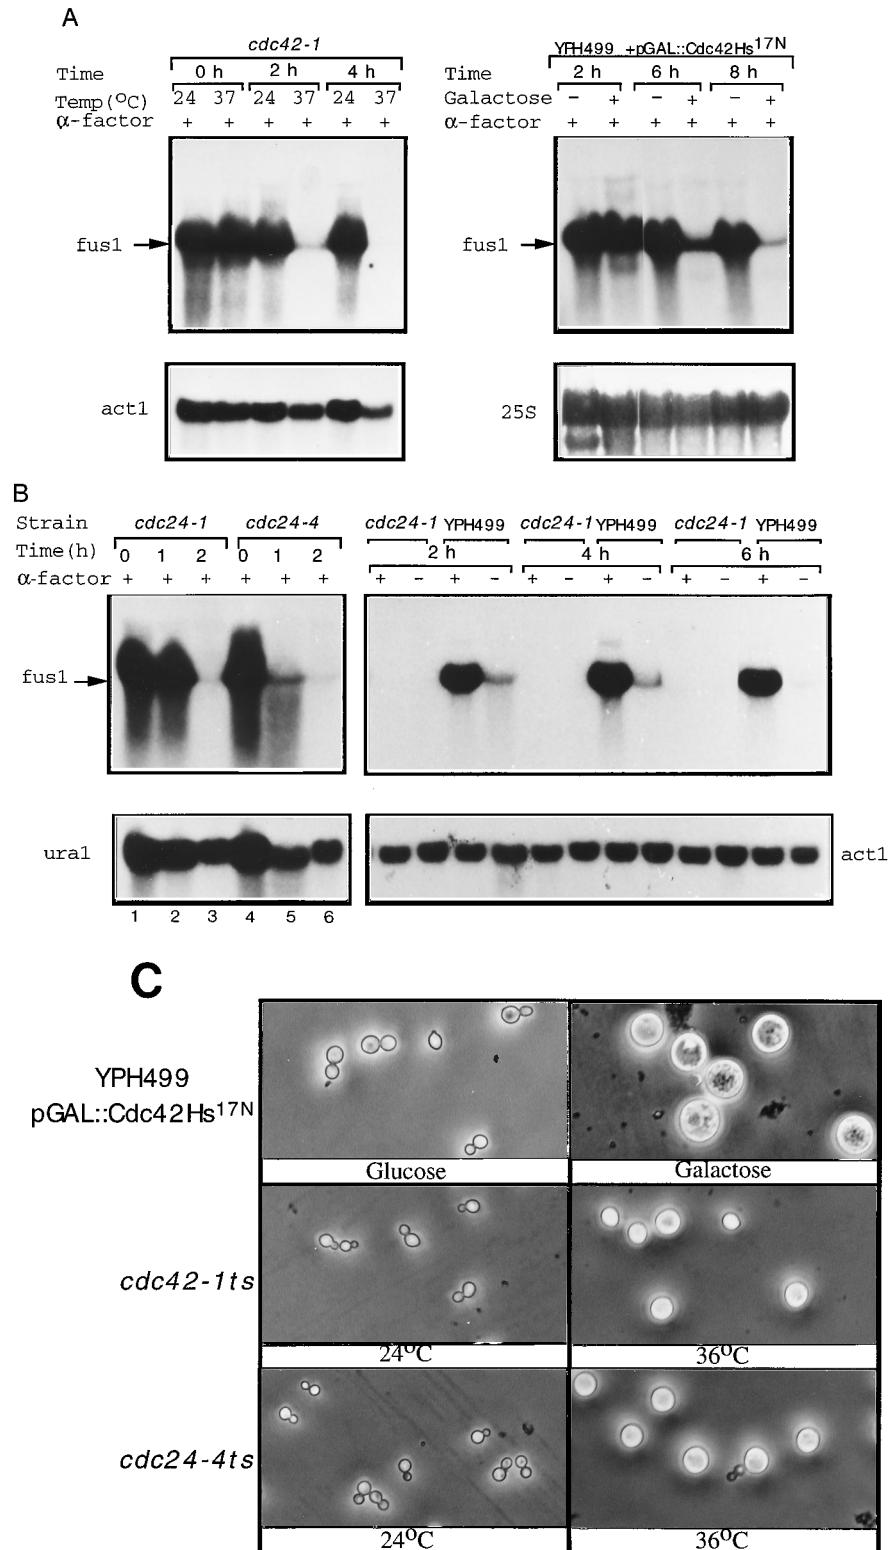 A
cdc42-1
Time 0 h 2 h 4 h
Temp(°C) 24 37 24 37 24 37
α-factor + + + + + +
fus1
act1
YPH499 +pGAL::Cdc42Hs17N
Time 2 h 6 h 8 h
Galactose − + − + − +
α-factor + + + + + +
fus1
25S
B
Strain cdc24-1 cdc24-4
Time(h) 0 1 2 0 1 2
α-factor + + + + + +
fus1
ura1
1 2 3 4 5 6
cdc24-1 YPH499 cdc24-1 YPH499 cdc24-1 YPH499
2 h 4 h 6 h
+ − + − + − + − + − + −
act1
C
YPH499
pGAL::Cdc42Hs17N
Glucose Galactose
cdc42-1ts
24°C 36°C
cdc24-4ts
24°C 36°C